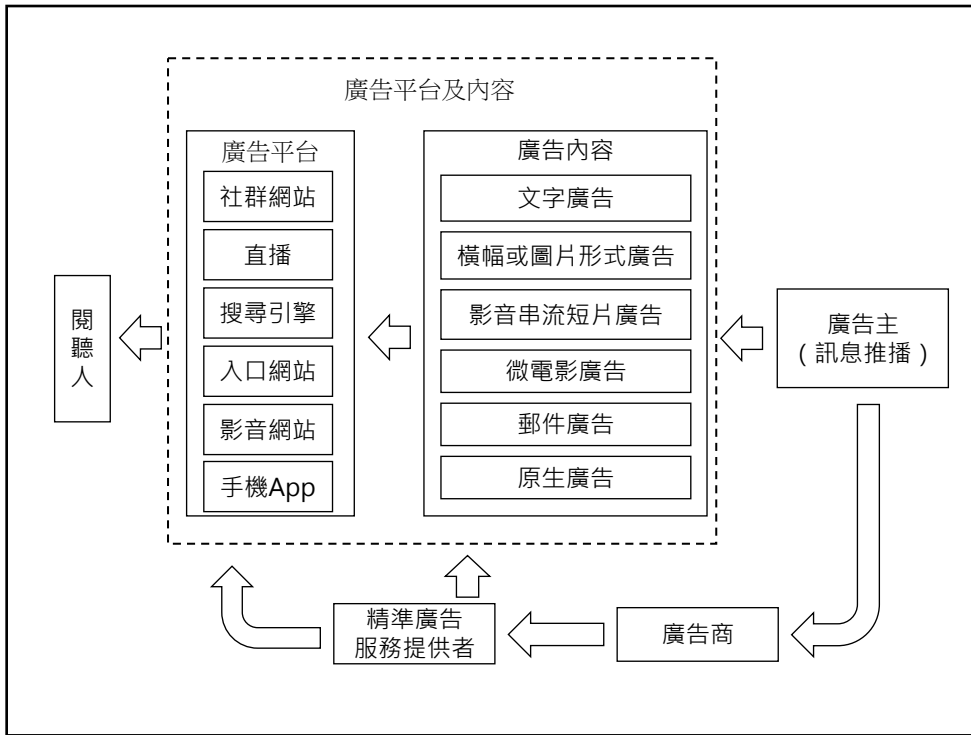 廣告平台及內容
廣告平台
社群網站
直播
搜尋引擎
入口網站
影音網站
手機App
廣告內容
文字廣告
橫幅或圖片形式廣告
影音串流短片廣告
微電影廣告
郵件廣告
原生廣告
閱
聽
人
廣告主
(訊息推播)
精準廣告
服務提供者
廣告商